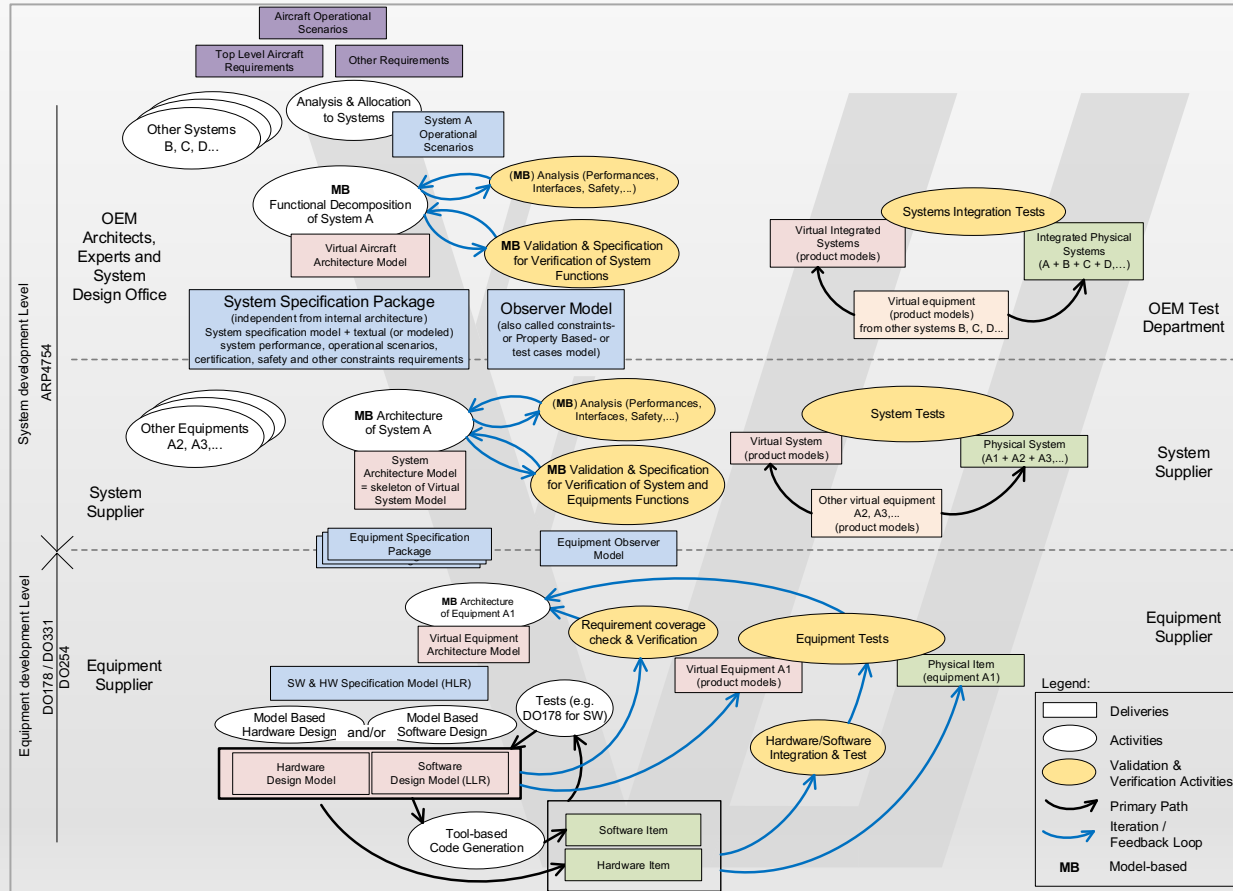 Aircraft Operational
Scenarios
Top Level Aircraft
Requirements
Other Requirements
Analysis & Allocation
to Systems
Other Systems
B, C, D...
System A
Operational
Scenarios
MB
Functional Decomposition
of System A
(MB) Analysis (Performances,
Interfaces, Safety,...)
Virtual Aircraft
Architecture Model
MB Validation & Specification
for Verification of System
Functions
OEM
Architects,
Experts and
System
Design Office
System Specification Package
(independent from internal architecture)
System specification model + textual (or modeled)
system performance, operational scenarios,
certification, safety and other constraints requirements
Observer Model
(also called constraints-
or Property Based- or
test cases model)
Systems Integration Tests
Virtual Integrated
Systems
(product models)
Integrated Physical
Systems
(A + B + C + D,...)
Virtual equipment
(product models)
from other systems B, C, D...
OEM Test
Department
System development level
ARP4754
Other Equipments
A2, A3,...
MB Architecture
of System A
(MB) Analysis (Performances,
Interfaces, Safety,...)
System
Architecture Model
= skeleton of Virtual
System Model
MB Validation & Specification
for Verification of System and
Equipments Functions
System
Supplier
System Tests
Virtual System
(product models)
Physical System
(A1 + A2 + A3,...)
Other virtual equipment
A2, A3,...
(product models)
System
Supplier
Equipment Specification
Package
Equipment Observer
Model
Equipment development Level
DO178 / DO331
DO254
Equipment
Supplier
MB Architecture
of Equipment A1
Virtual Equipment
Architecture Model
Requirement coverage
check & Verification
Equipment Tests
Virtual Equipment A1
(product models)
Physical Item
(equipment A1)
Equipment
Supplier
SW & HW Specification Model (HLR)
Model Based
Hardware Design
and/or
Model Based
Software Design
Tests (e.g.
DO178 for SW)
Hardware/Software
Integration & Test
Hardware
Design Model
Software
Design Model (LLR)
Tool-based
Code Generation
Software Item
Hardware Item
Legend:
Deliveries
Activities
Validation &
Verification Activities
Primary Path
Iteration /
Feedback Loop
MB
Model-based